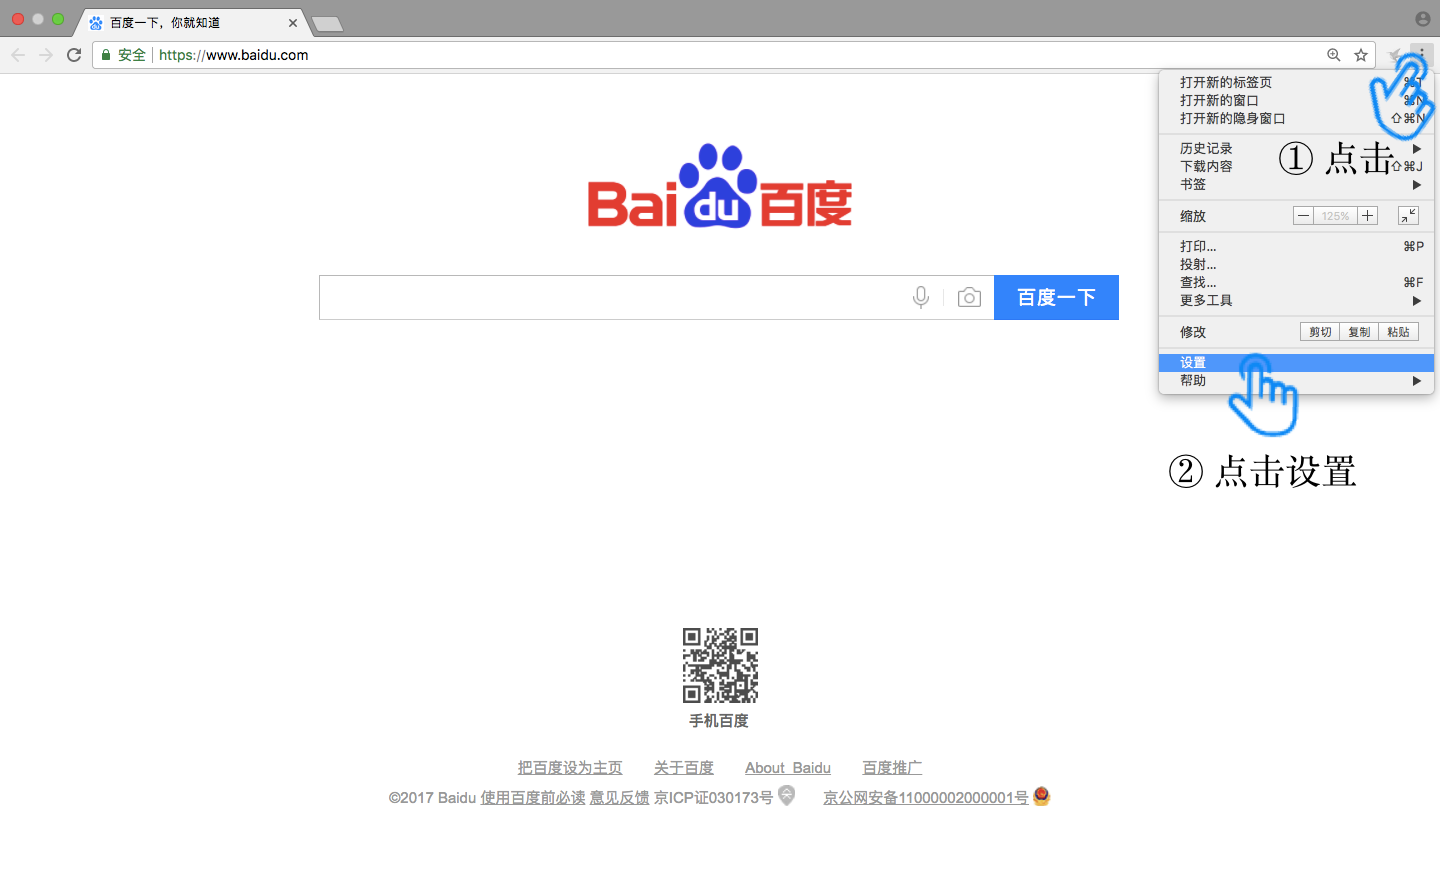 百度一下，你就知道
安全 https://www.baidu.com
打开新的标签页
打开新的窗口 ⌘N
打开新的隐身窗口 ⇧⌘N
历史记录
① 点击
下载内容 ⇧⌘J
书签
缩放 125%
打印... ⌘P
投射...
查找... ⌘F
更多工具
修改 剪切 复制 粘贴
设置
帮助
② 点击设置
Bai du 百度
百度一下
手机百度
把百度设为主页 关于百度 About Baidu 百度推广
©2017 Baidu 使用百度前必读 意见反馈 京ICP证030173号 京公网安备11000002000001号